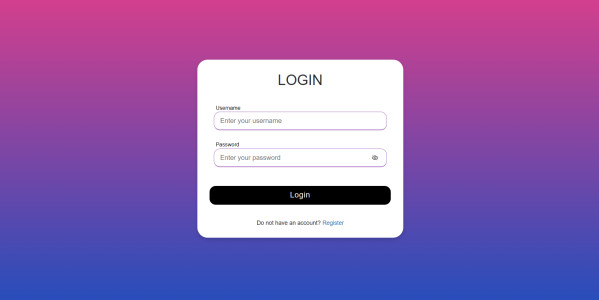 LOGIN
Username
Enter your username
Password
Enter your password
Login
Do not have an account? Register